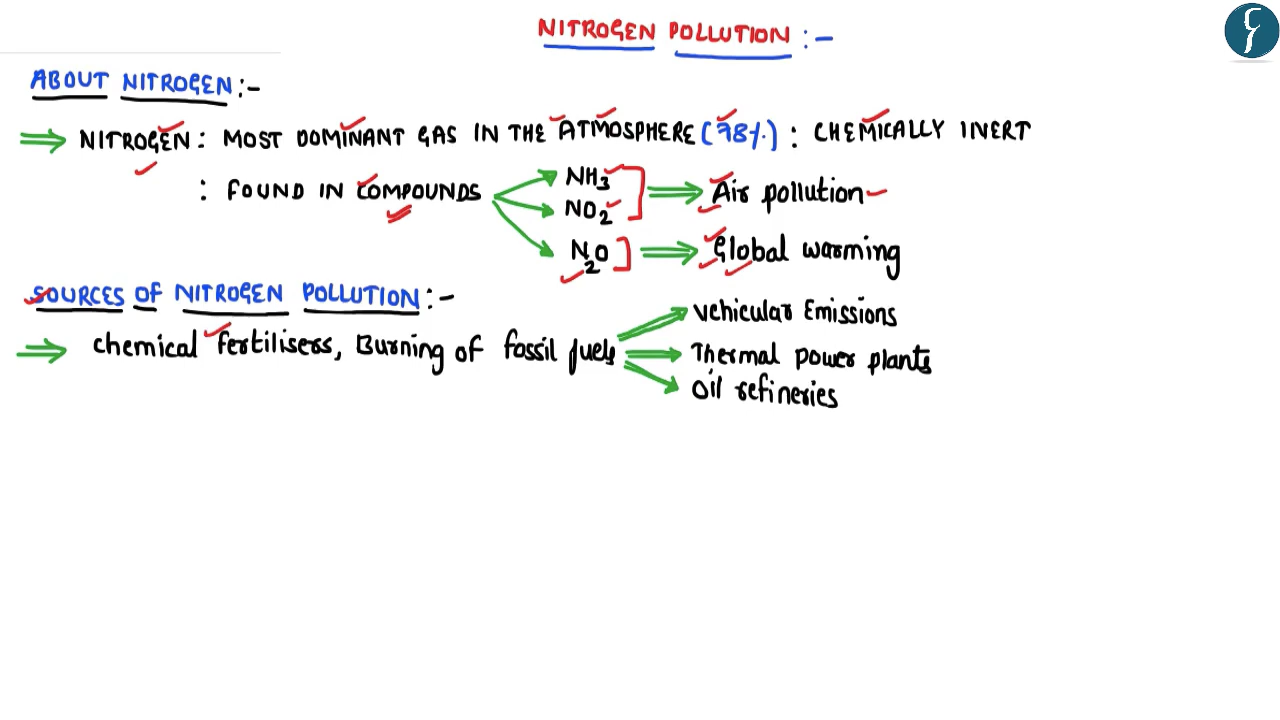 NITROGEN POLLUTION :-
ABOUT NITROGEN :-
NITROGEN : MOST DOMINANT GAS IN THE ATMOSPHERE (78%) : CHEMICALLY INERT
: FOUND IN COMPOUNDS
NH3
NO2
Air pollution
N2O
Global warming
SOURCES OF NITROGEN POLLUTION :-
chemical fertilisers, Burning of fossil fuels
Vehicular Emissions
Thermal power plants
Oil refineries